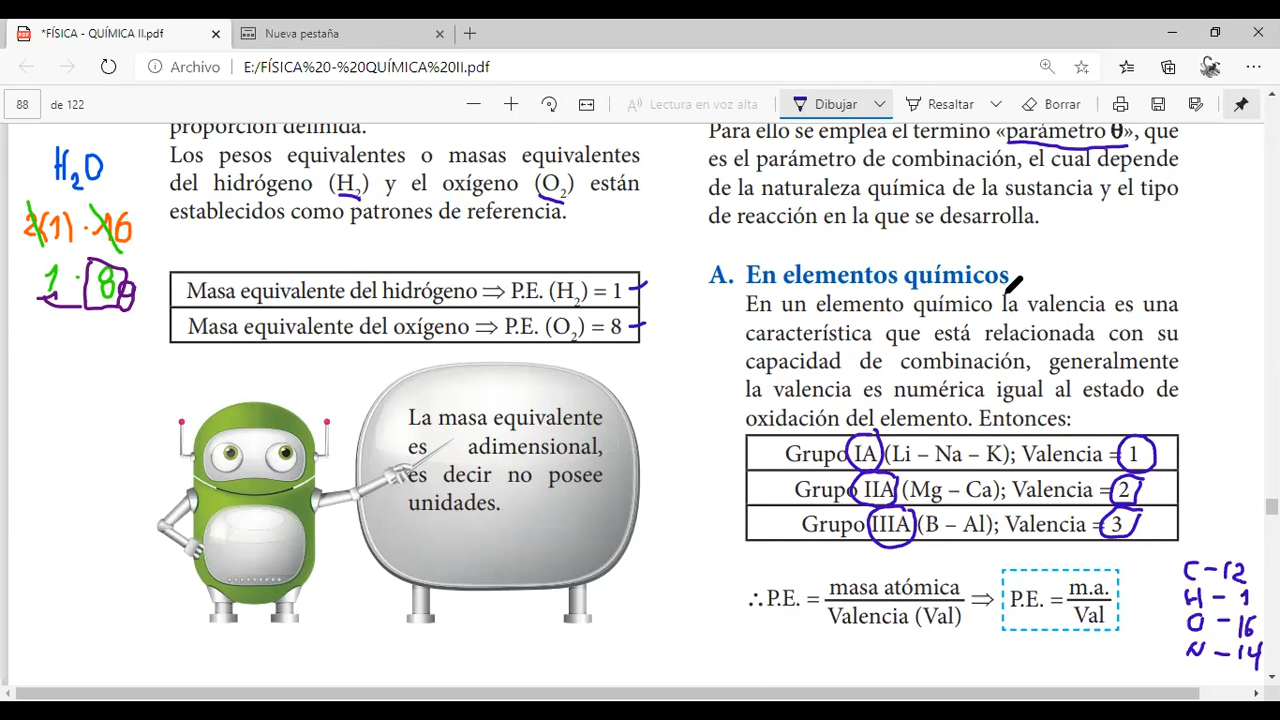 *FÍSICA - QUÍMICA II.pdf
Nueva pestaña
Archivo
E:/FÍSICA%20-%20QUÍMICA%20II.pdf
88
de 122
Lectura en voz alta
Dibujar
Resaltar
Borrar
proporción definida.
Los pesos equivalentes o masas equivalentes
del hidrógeno (H2) y el oxígeno (O2) están
establecidos como patrones de referencia.
H2O
2(1) · 16
1 · 8
Masa equivalente del hidrógeno ⇒ P.E. (H2) = 1
Masa equivalente del oxígeno ⇒ P.E. (O2) = 8
La masa equivalente
es adimensional,
es decir no posee
unidades.
Para ello se emplea el termino «parámetro θ», que
es el parámetro de combinación, el cual depende
de la naturaleza química de la sustancia y el tipo
de reacción en la que se desarrolla.
A. En elementos químicos
En un elemento químico la valencia es una
característica que está relacionada con su
capacidad de combinación, generalmente
la valencia es numérica igual al estado de
oxidación del elemento. Entonces:
Grupo IA (Li – Na – K); Valencia = 1
Grupo IIA (Mg – Ca); Valencia = 2
Grupo IIIA (B – Al); Valencia = 3
∴ P.E. = masa atómica / Valencia (Val) ⇒ P.E. = m.a. / Val
C - 12
H - 1
O - 16
N - 14